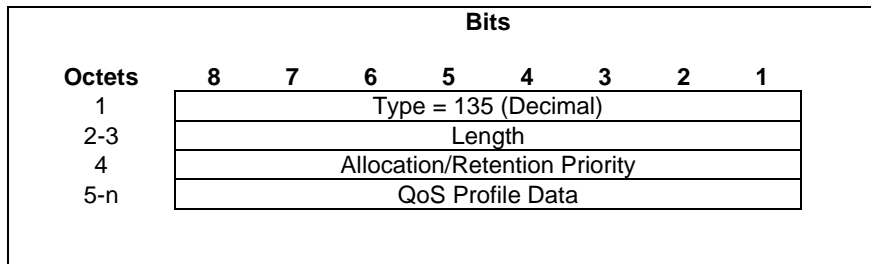 Bits
Octets 8 7 6 5 4 3 2 1
1 Type = 135 (Decimal)
2-3 Length
4 Allocation/Retention Priority
5-n QoS Profile Data